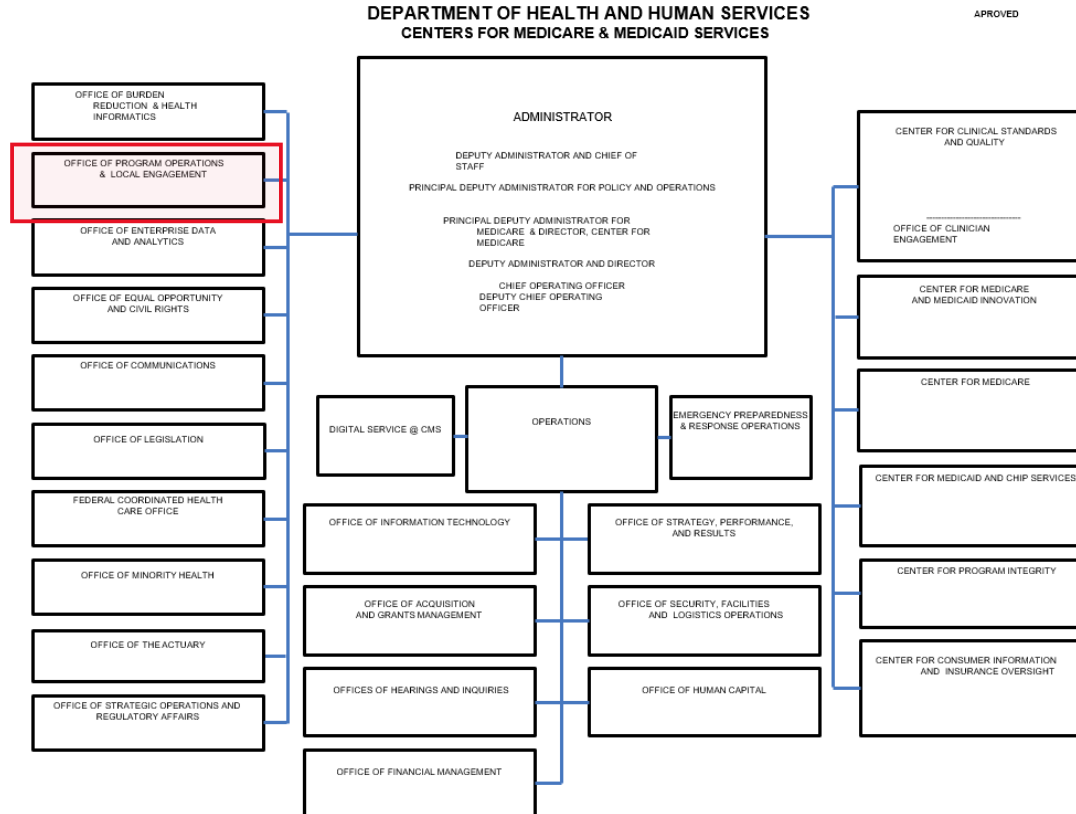 DEPARTMENT OF HEALTH AND HUMAN SERVICES
CENTERS FOR MEDICARE & MEDICAID SERVICES
APROVED
OFFICE OF BURDEN
REDUCTION & HEALTH
INFORMATICS
OFFICE OF PROGRAM OPERATIONS
& LOCAL ENGAGEMENT
OFFICE OF ENTERPRISE DATA
AND ANALYTICS
OFFICE OF EQUAL OPPORTUNITY
AND CIVIL RIGHTS
OFFICE OF COMMUNICATIONS
OFFICE OF LEGISLATION
FEDERAL COORDINATED HEALTH
CARE OFFICE
OFFICE OF MINORITY HEALTH
OFFICE OF THE ACTUARY
OFFICE OF STRATEGIC OPERATIONS AND
REGULATORY AFFAIRS
ADMINISTRATOR
DEPUTY ADMINISTRATOR AND CHIEF OF
STAFF
PRINCIPAL DEPUTY ADMINISTRATOR FOR POLICY AND OPERATIONS
PRINCIPAL DEPUTY ADMINISTRATOR FOR
MEDICARE & DIRECTOR, CENTER FOR
MEDICARE
DEPUTY ADMINISTRATOR AND DIRECTOR
CHIEF OPERATING OFFICER
DEPUTY CHIEF OPERATING
OFFICER
DIGITAL SERVICE @ CMS
OPERATIONS
EMERGENCY PREPAREDNESS
& RESPONSE OPERATIONS
OFFICE OF INFORMATION TECHNOLOGY
OFFICE OF STRATEGY, PERFORMANCE,
AND RESULTS
OFFICE OF ACQUISITION
AND GRANTS MANAGEMENT
OFFICE OF SECURITY, FACILITIES
AND LOGISTICS OPERATIONS
OFFICES OF HEARINGS AND INQUIRIES
OFFICE OF HUMAN CAPITAL
OFFICE OF FINANCIAL MANAGEMENT
CENTER FOR CLINICAL STANDARDS
AND QUALITY
OFFICE OF CLINICIAN
ENGAGEMENT
CENTER FOR MEDICARE
AND MEDICAID INNOVATION
CENTER FOR MEDICARE
CENTER FOR MEDICAID AND CHIP SERVICES
CENTER FOR PROGRAM INTEGRITY
CENTER FOR CONSUMER INFORMATION
AND INSURANCE OVERSIGHT